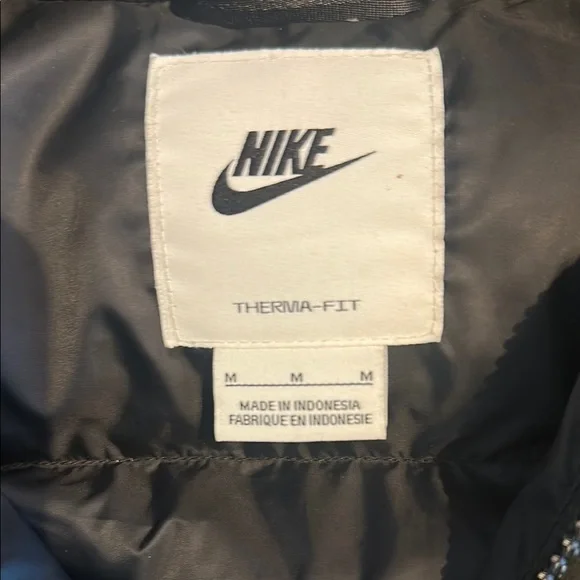 NIKE
THERMA-FIT
M M M
MADE IN INDONESIA
FABRIQUE EN INDONESIE